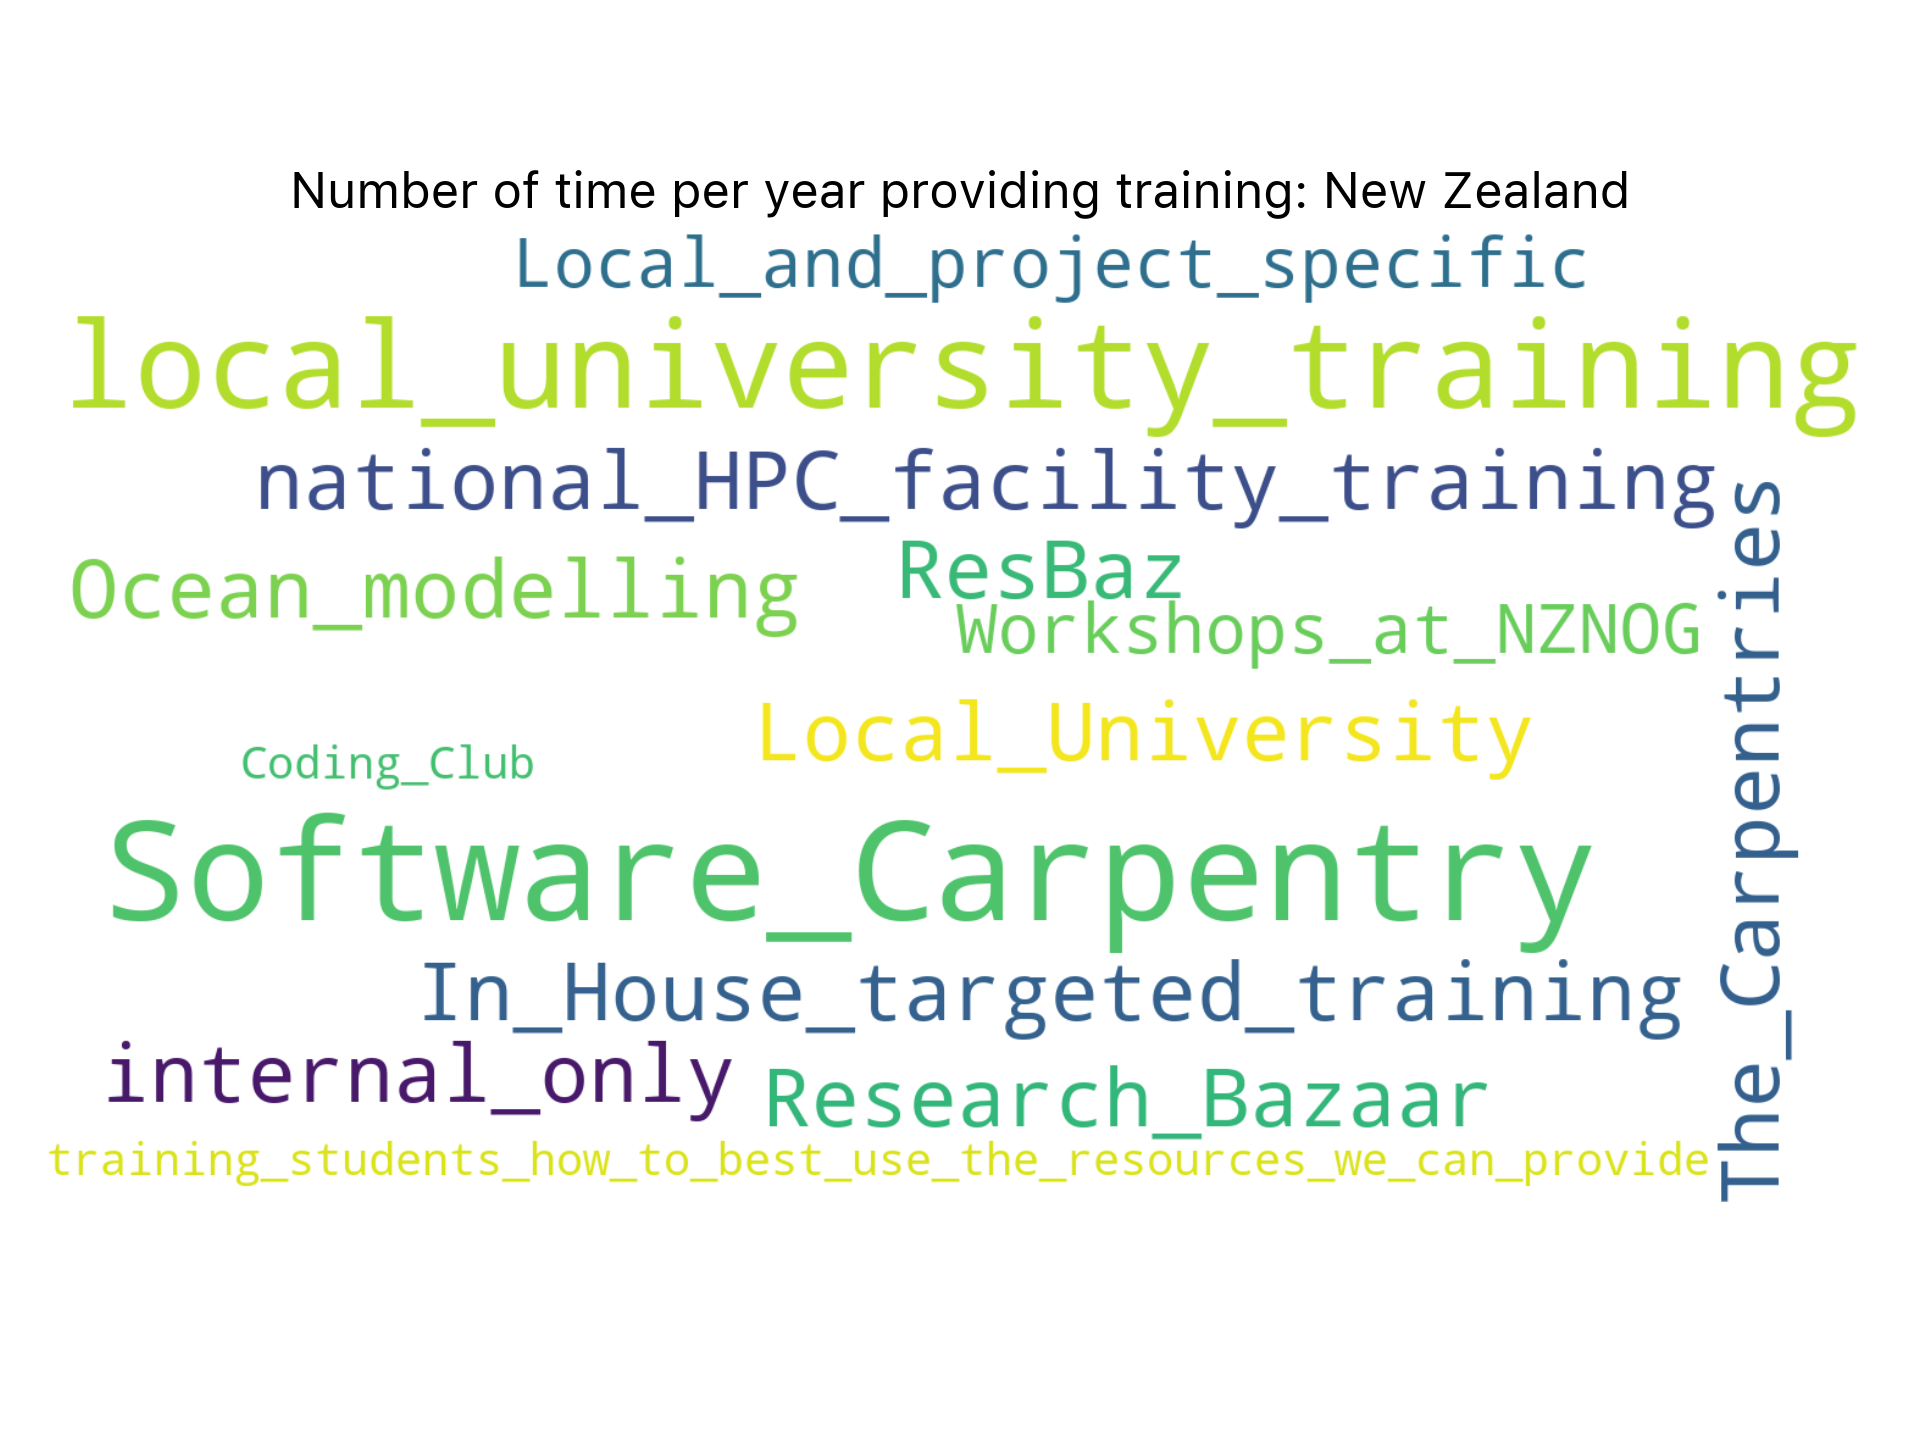 Number of time per year providing training: New Zealand
Local_and_project_specific
local_university_training
national_HPC_facility_training
Ocean_modelling
ResBaz
Workshops_at_NZNOG
The_Carpentries
Local_University
Coding_Club
Software_Carpentry
In_House_targeted_training
internal_only
Research_Bazaar
training_students_how_to_best_use_the_resources_we_can_provide